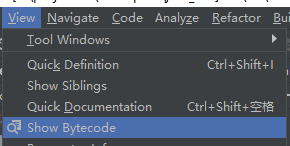 View Navigate Code Analyze Refactor
Tool Windows
Quick Definition Ctrl+Shift+I
Show Siblings
Quick Documentation Ctrl+Shift+空格
Show Bytecode